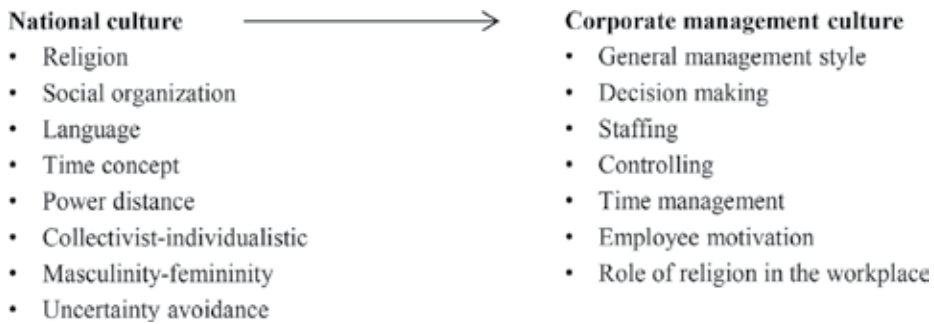 National culture
• Religion
• Social organization
• Language
• Time concept
• Power distance
• Collectivist-individualistic
• Masculinity-femininity
• Uncertainty avoidance
Corporate management culture
• General management style
• Decision making
• Staffing
• Controlling
• Time management
• Employee motivation
• Role of religion in the workplace